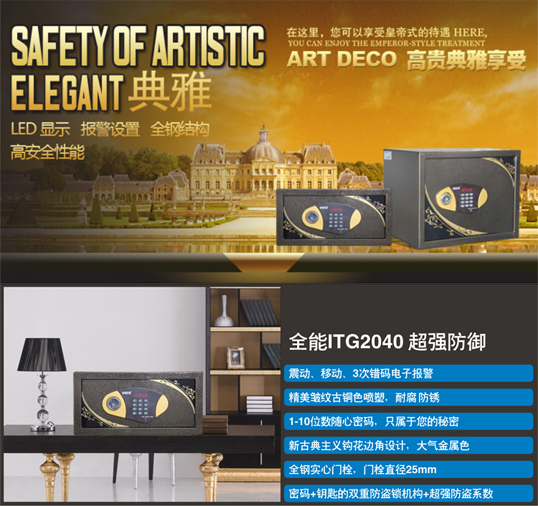 SAFETY OF ARTISTIC
ELEGANT 典雅
LED 显示 报警设置 全钢结构
高安全性能
在这里，您可以享受皇帝式的待遇 HERE,
YOU CAN ENJOY THE EMPEROR-STYLE TREATMENT
ART DECO 高贵典雅享受
全能ITG2040 超强防御
震动、移动、3次错码电子报警
精美皱纹古铜色喷塑，耐腐防锈
1-10位数随心密码，只属于您的秘密
新古典主义钩花边角设计，大气金属色
全钢实心门栓，门栓直径25mm
密码+钥匙的双重防盗锁机构+超强防盗系数